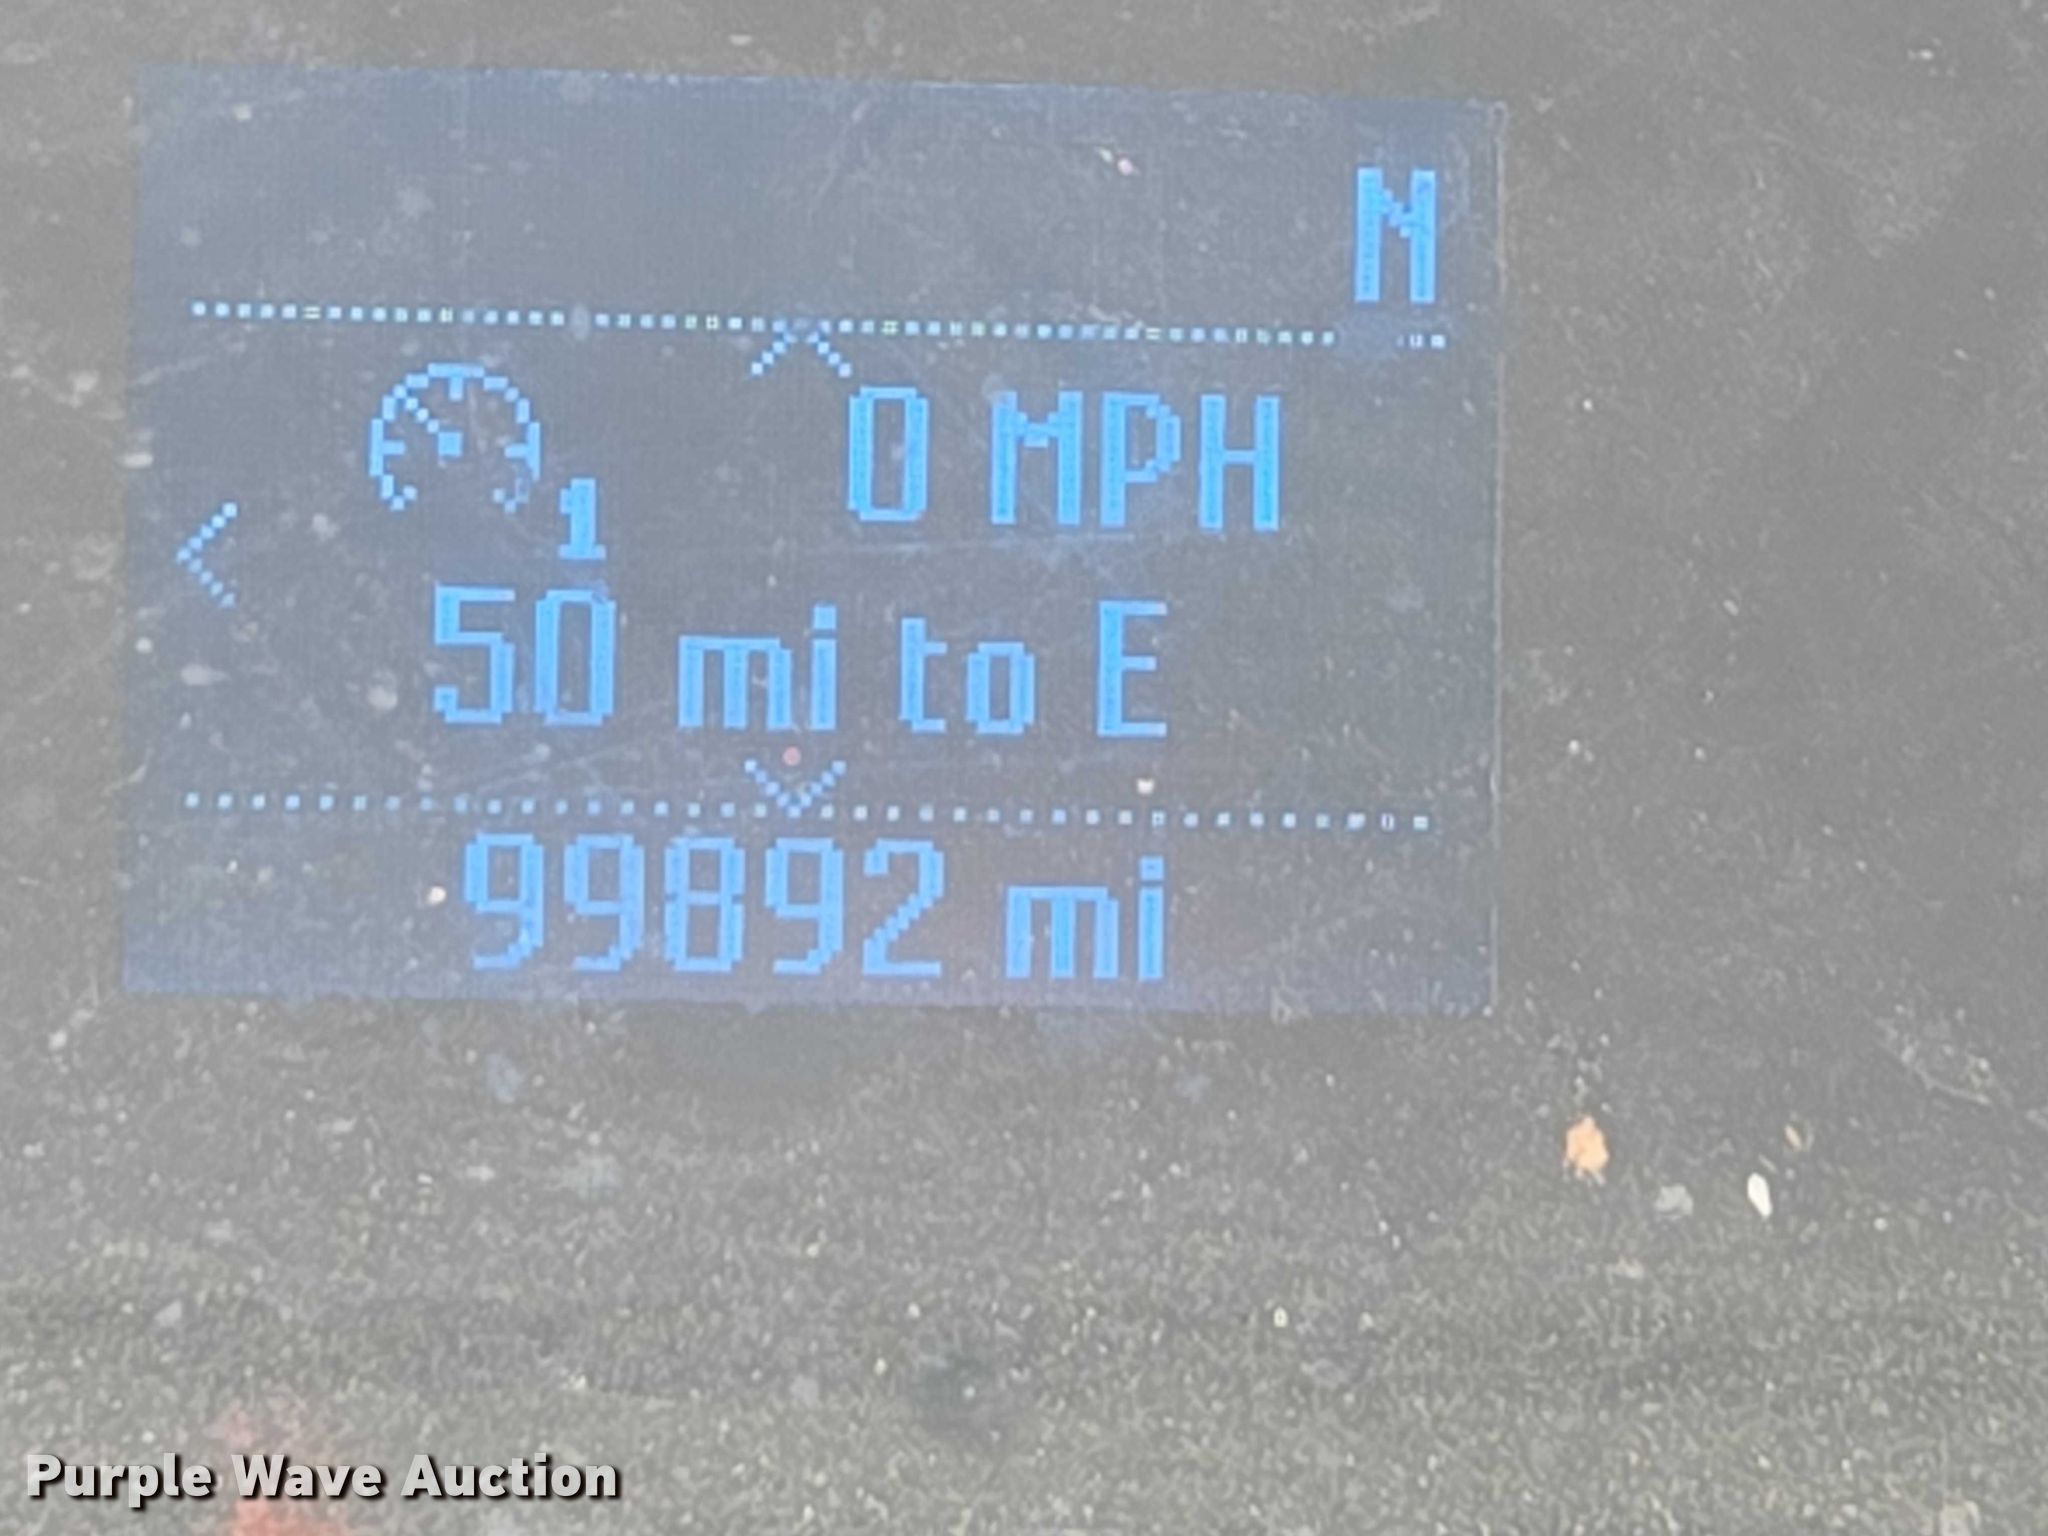 N
0 MPH
1
50 mi to E
99892 mi
Purple Wave Auction